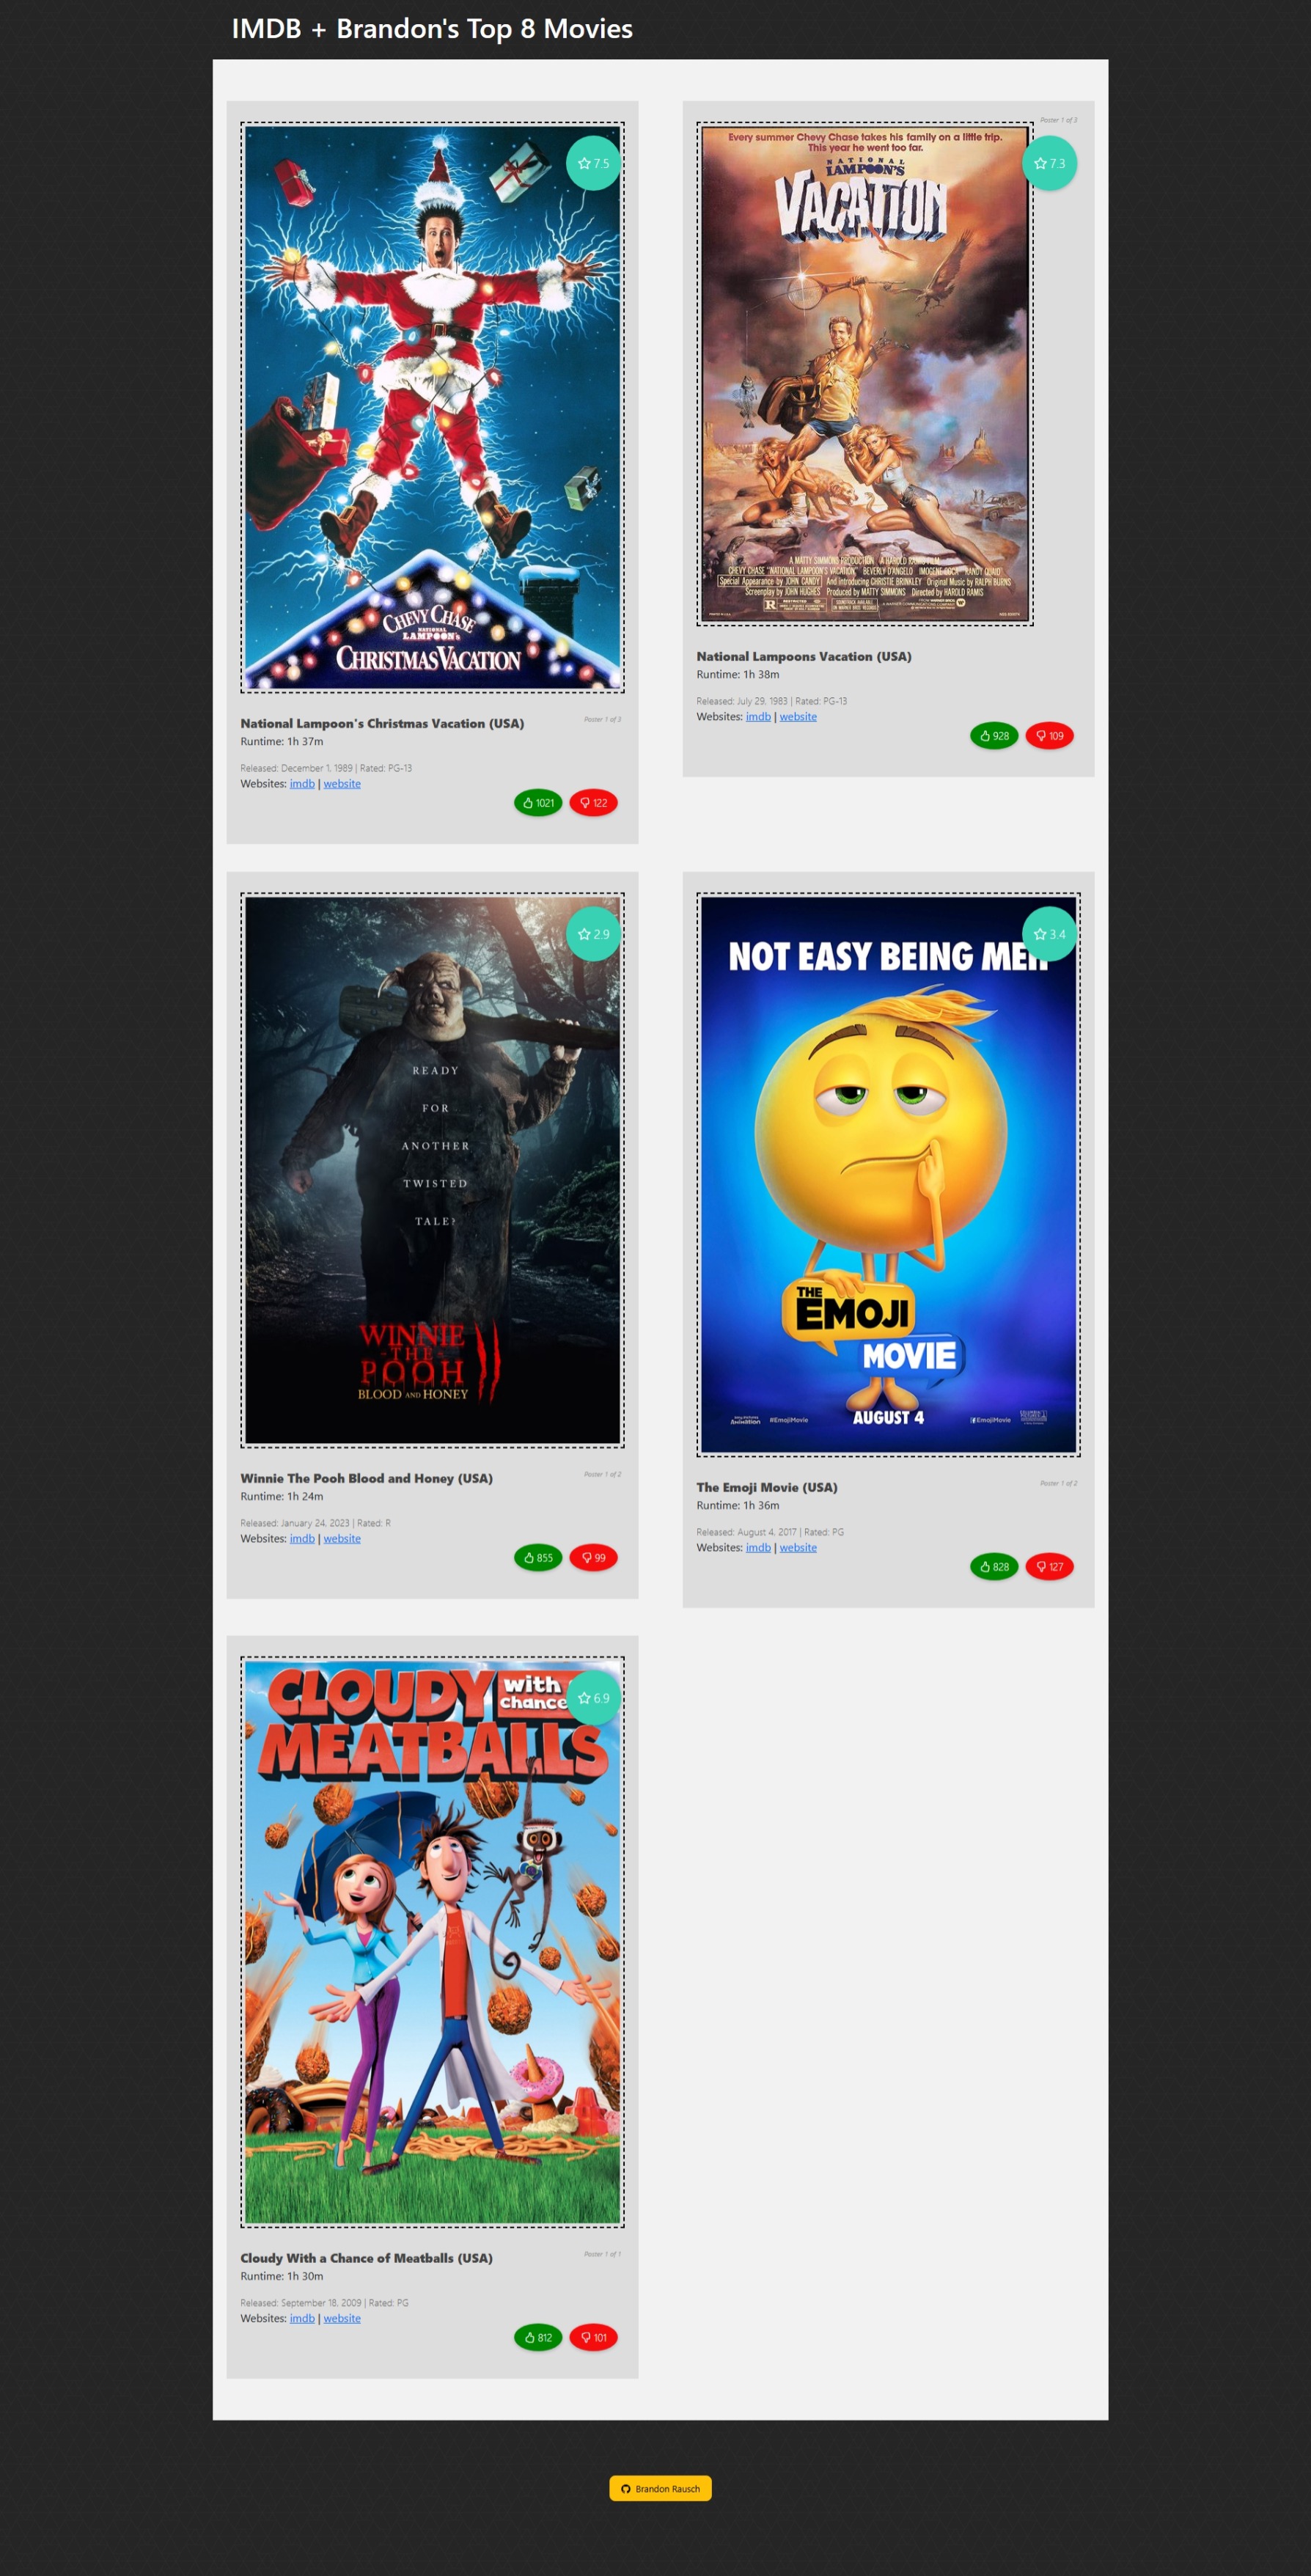 IMDB + Brandon's Top 8 Movies
7.5
CHEVY CHASE
NATIONAL
LAMPOON'S
CHRISTMAS VACATION
National Lampoon's Christmas Vacation (USA)
Poster 1 of 3
Runtime: 1h 37m
Released: December 1, 1989 | Rated: PG-13
Websites: imdb | website
1021 122
Poster 1 of 3
Every summer Chevy Chase takes his family on a little trip.
This year he went too far.
7.3
NATIONAL
LAMPOON'S
VACATION
A MATTY SIMMONS PRODUCTION A HAROLD RAMIS FILM
CHEVY CHASE "NATIONAL LAMPOON'S VACATION" BEVERLY D'ANGELO IMOGENE COCA RANDY QUAID
Special Appearance by JOHN CANDY And introducing CHRISTIE BRINKLEY Original Music by RALPH BURNS
Screenplay by JOHN HUGHES Produced by MATTY SIMMONS Directed by HAROLD RAMIS
R RESTRICTED
National Lampoons Vacation (USA)
Runtime: 1h 38m
Released: July 29, 1983 | Rated: PG-13
Websites: imdb | website
928 109
2.9
READY
FOR
ANOTHER
TWISTED
TALE?
WINNIE
-THE-
POOH
BLOOD AND HONEY
Winnie The Pooh Blood and Honey (USA)
Poster 1 of 2
Runtime: 1h 24m
Released: January 24, 2023 | Rated: R
Websites: imdb | website
855 99
3.4
NOT EASY BEING MEH
THE
EMOJI
MOVIE
AUGUST 4
#EmojiMovie
EmojiMovie
The Emoji Movie (USA)
Poster 1 of 2
Runtime: 1h 36m
Released: August 4, 2017 | Rated: PG
Websites: imdb | website
828 127
CLOUDY with
chance
6.9
MEATBALLS
Cloudy With a Chance of Meatballs (USA)
Poster 1 of 1
Runtime: 1h 30m
Released: September 18, 2009 | Rated: PG
Websites: imdb | website
812 101
Brandon Rausch